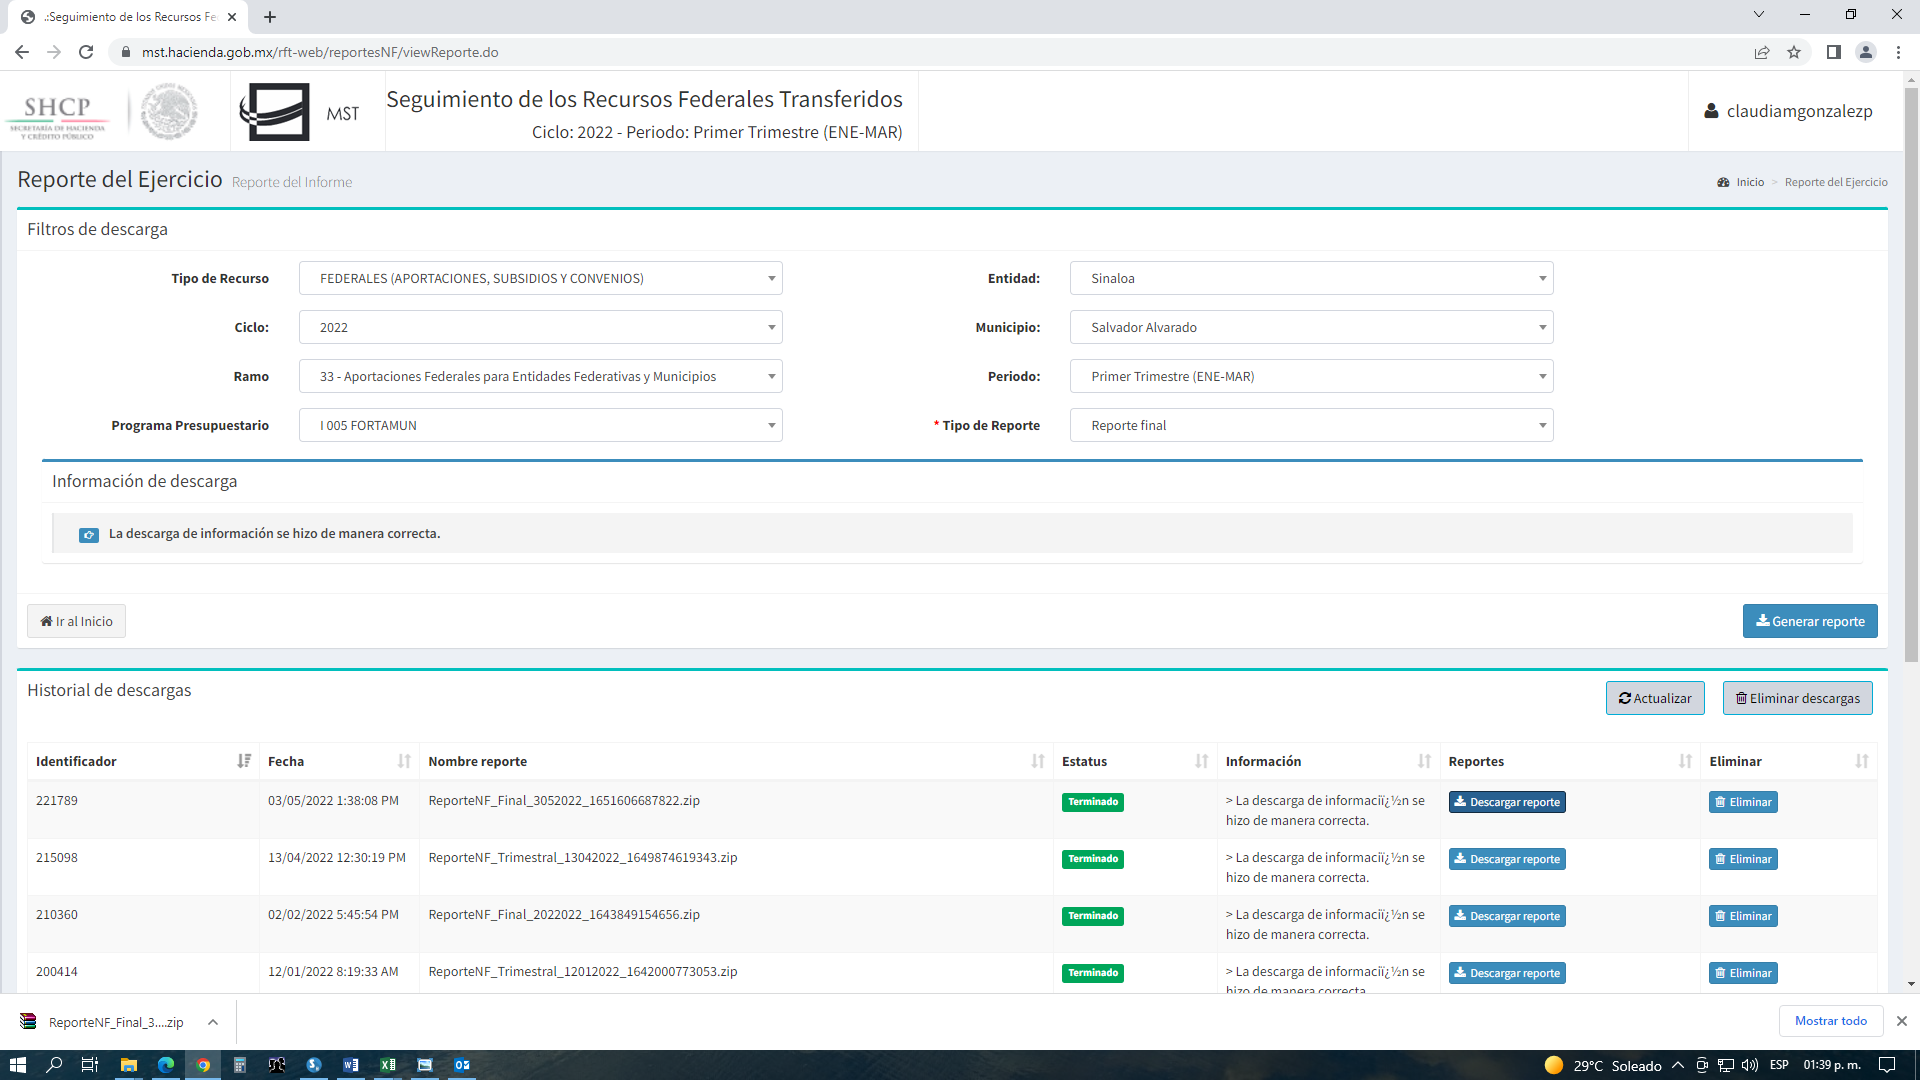 .:Seguimiento de los Recursos Fe
mst.hacienda.gob.mx/rft-web/reportesNF/viewReporte.do
SHCP
SECRETARÍA DE HACIENDA
Y CRÉDITO PÚBLICO
MST
Seguimiento de los Recursos Federales Transferidos
Ciclo: 2022 - Periodo: Primer Trimestre (ENE-MAR)
claudiamgonzalezp
Reporte del Ejercicio Reporte del Informe
Inicio > Reporte del Ejercicio
Filtros de descarga
Tipo de Recurso FEDERALES (APORTACIONES, SUBSIDIOS Y CONVENIOS) Entidad: Sinaloa
Ciclo: 2022 Municipio: Salvador Alvarado
Ramo 33 - Aportaciones Federales para Entidades Federativas y Municipios Periodo: Primer Trimestre (ENE-MAR)
Programa Presupuestario I 005 FORTAMUN * Tipo de Reporte Reporte final
Información de descarga
La descarga de información se hizo de manera correcta.
Ir al Inicio Generar reporte
Historial de descargas Actualizar Eliminar descargas
Identificador Fecha Nombre reporte Estatus Información Reportes Eliminar
221789 03/05/2022 1:38:08 PM ReporteNF_Final_3052022_1651606687822.zip Terminado > La descarga de informaciï¿½n se Descargar reporte Eliminar
hizo de manera correcta.
215098 13/04/2022 12:30:19 PM ReporteNF_Trimestral_13042022_1649874619343.zip Terminado > La descarga de informaciï¿½n se Descargar reporte Eliminar
hizo de manera correcta.
210360 02/02/2022 5:45:54 PM ReporteNF_Final_2022022_1643849154656.zip Terminado > La descarga de informaciï¿½n se Descargar reporte Eliminar
hizo de manera correcta.
200414 12/01/2022 8:19:33 AM ReporteNF_Trimestral_12012022_1642000773053.zip Terminado > La descarga de informaciï¿½n se Descargar reporte Eliminar
hizo de manera correcta.
ReporteNF_Final_3....zip Mostrar todo
29°C Soleado ESP 01:39 p. m.